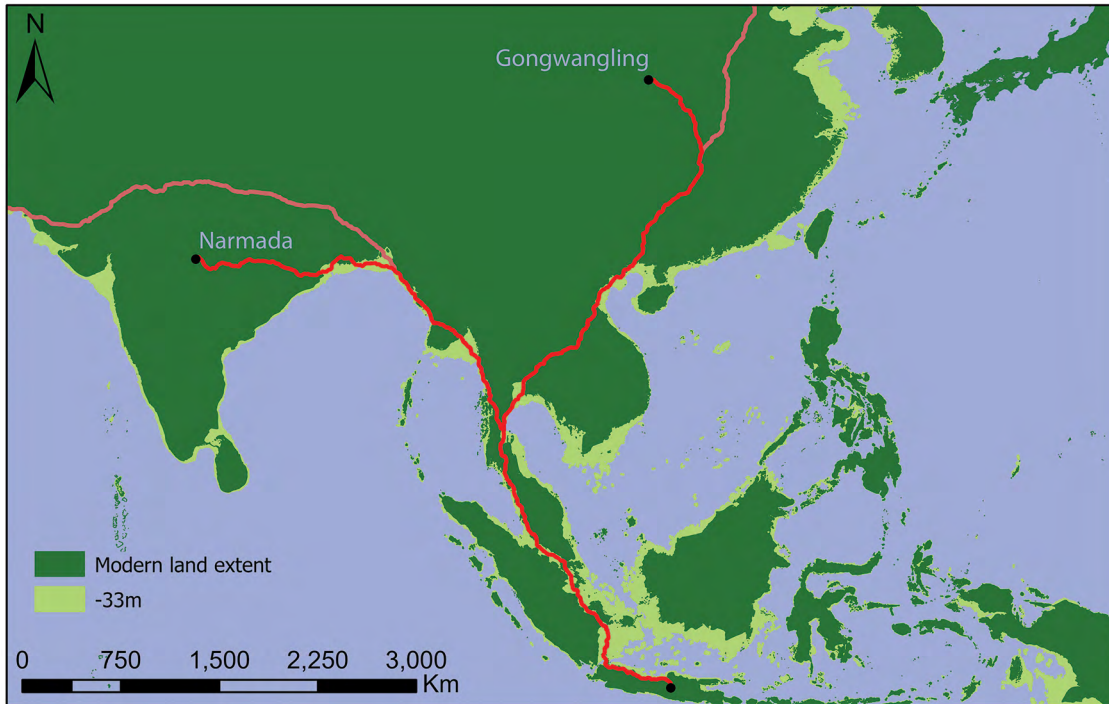 N
Gongwangling
Narmada
Modern land extent
-33m
0 750 1,500 2,250 3,000
Km